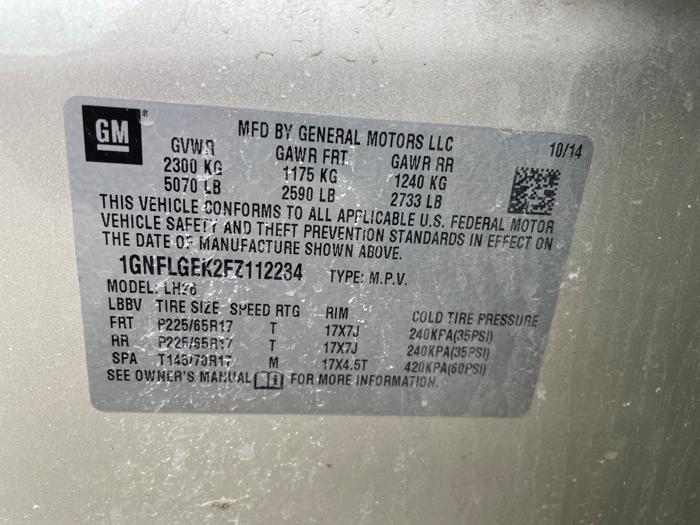 GM ®
MFD BY GENERAL MOTORS LLC 10/14
GVWR GAWR FRT GAWR RR
2300 KG 1175 KG 1240 KG
5070 LB 2590 LB 2733 LB
THIS VEHICLE CONFORMS TO ALL APPLICABLE U.S. FEDERAL MOTOR
VEHICLE SAFETY AND THEFT PREVENTION STANDARDS IN EFFECT ON
THE DATE OF MANUFACTURE SHOWN ABOVE.
1GNFLGEK2FZ112234 TYPE: M.P.V.
MODEL: LH26
LBBV TIRE SIZE SPEED RTG RIM COLD TIRE PRESSURE
FRT P225/65R17 T 17X7J 240KPA(35PSI)
RR P225/65R17 T 17X7J 240KPA(35PSI)
SPA T145/70R17 M 17X4.5T 420KPA(60PSI)
SEE OWNER'S MANUAL FOR MORE INFORMATION.